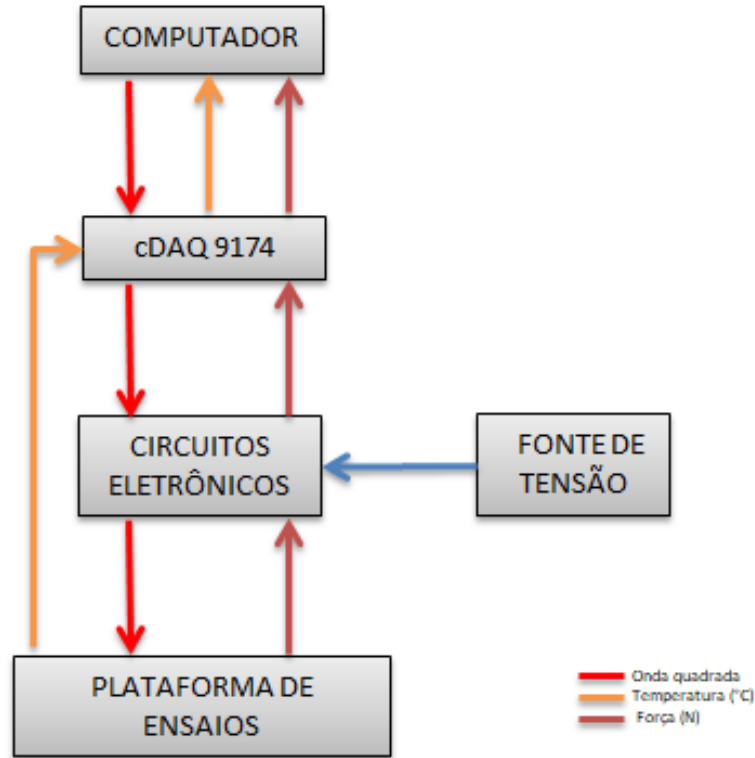 COMPUTADOR
cDAQ 9174
CIRCUITOS
ELETRÔNICOS
FONTE DE
TENSÃO
PLATAFORMA DE
ENSAIOS
Onda quadrada
Temperatura (°C)
Força (N)